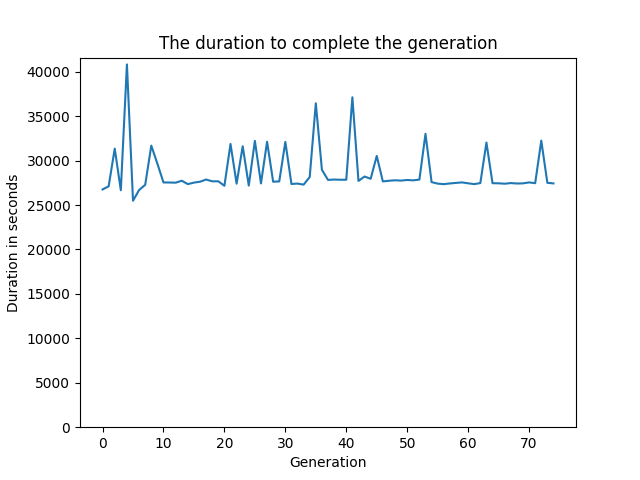 The duration to complete the generation
40000
35000
30000
25000
20000
15000
10000
5000
0
Duration in seconds
0 10 20 30 40 50 60 70
Generation